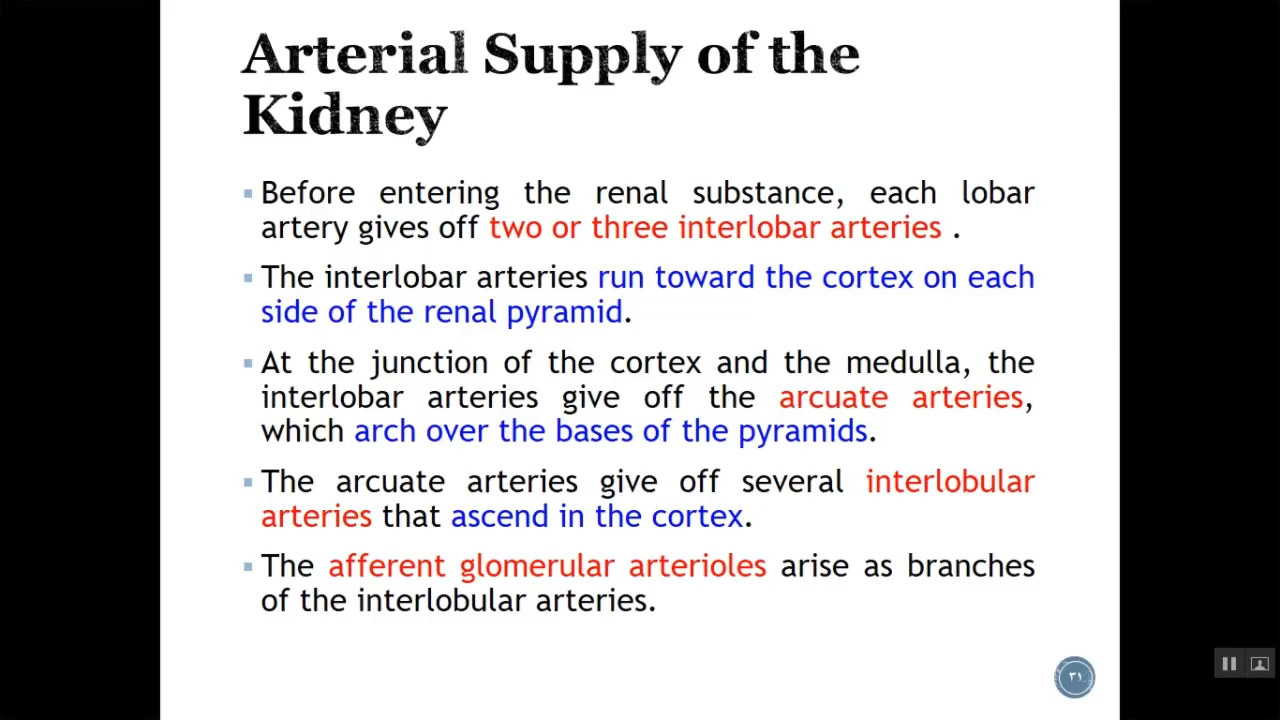 Arterial Supply of the
Kidney
▪ Before entering the renal substance, each lobar
artery gives off two or three interlobar arteries .
▪ The interlobar arteries run toward the cortex on each
side of the renal pyramid.
▪ At the junction of the cortex and the medulla, the
interlobar arteries give off the arcuate arteries,
which arch over the bases of the pyramids.
▪ The arcuate arteries give off several interlobular
arteries that ascend in the cortex.
▪ The afferent glomerular arterioles arise as branches
of the interlobular arteries.
٣١